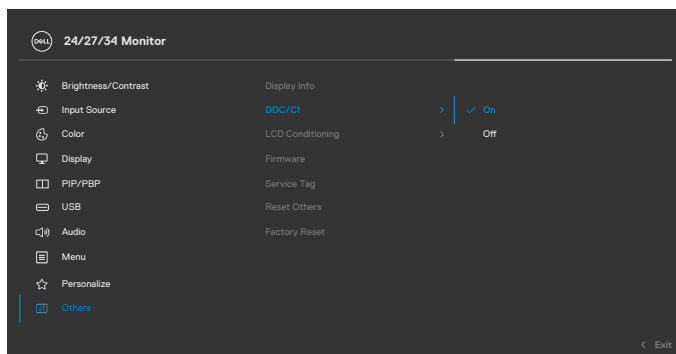 DELL 24/27/34 Monitor
Brightness/Contrast Display Info
Input Source DDC/CI > ✓ On
Color LCD Conditioning > Off
Display Firmware
PIP/PBP Service Tag
USB Reset Others
Audio Factory Reset
Menu
Personalize
Others
< Exit